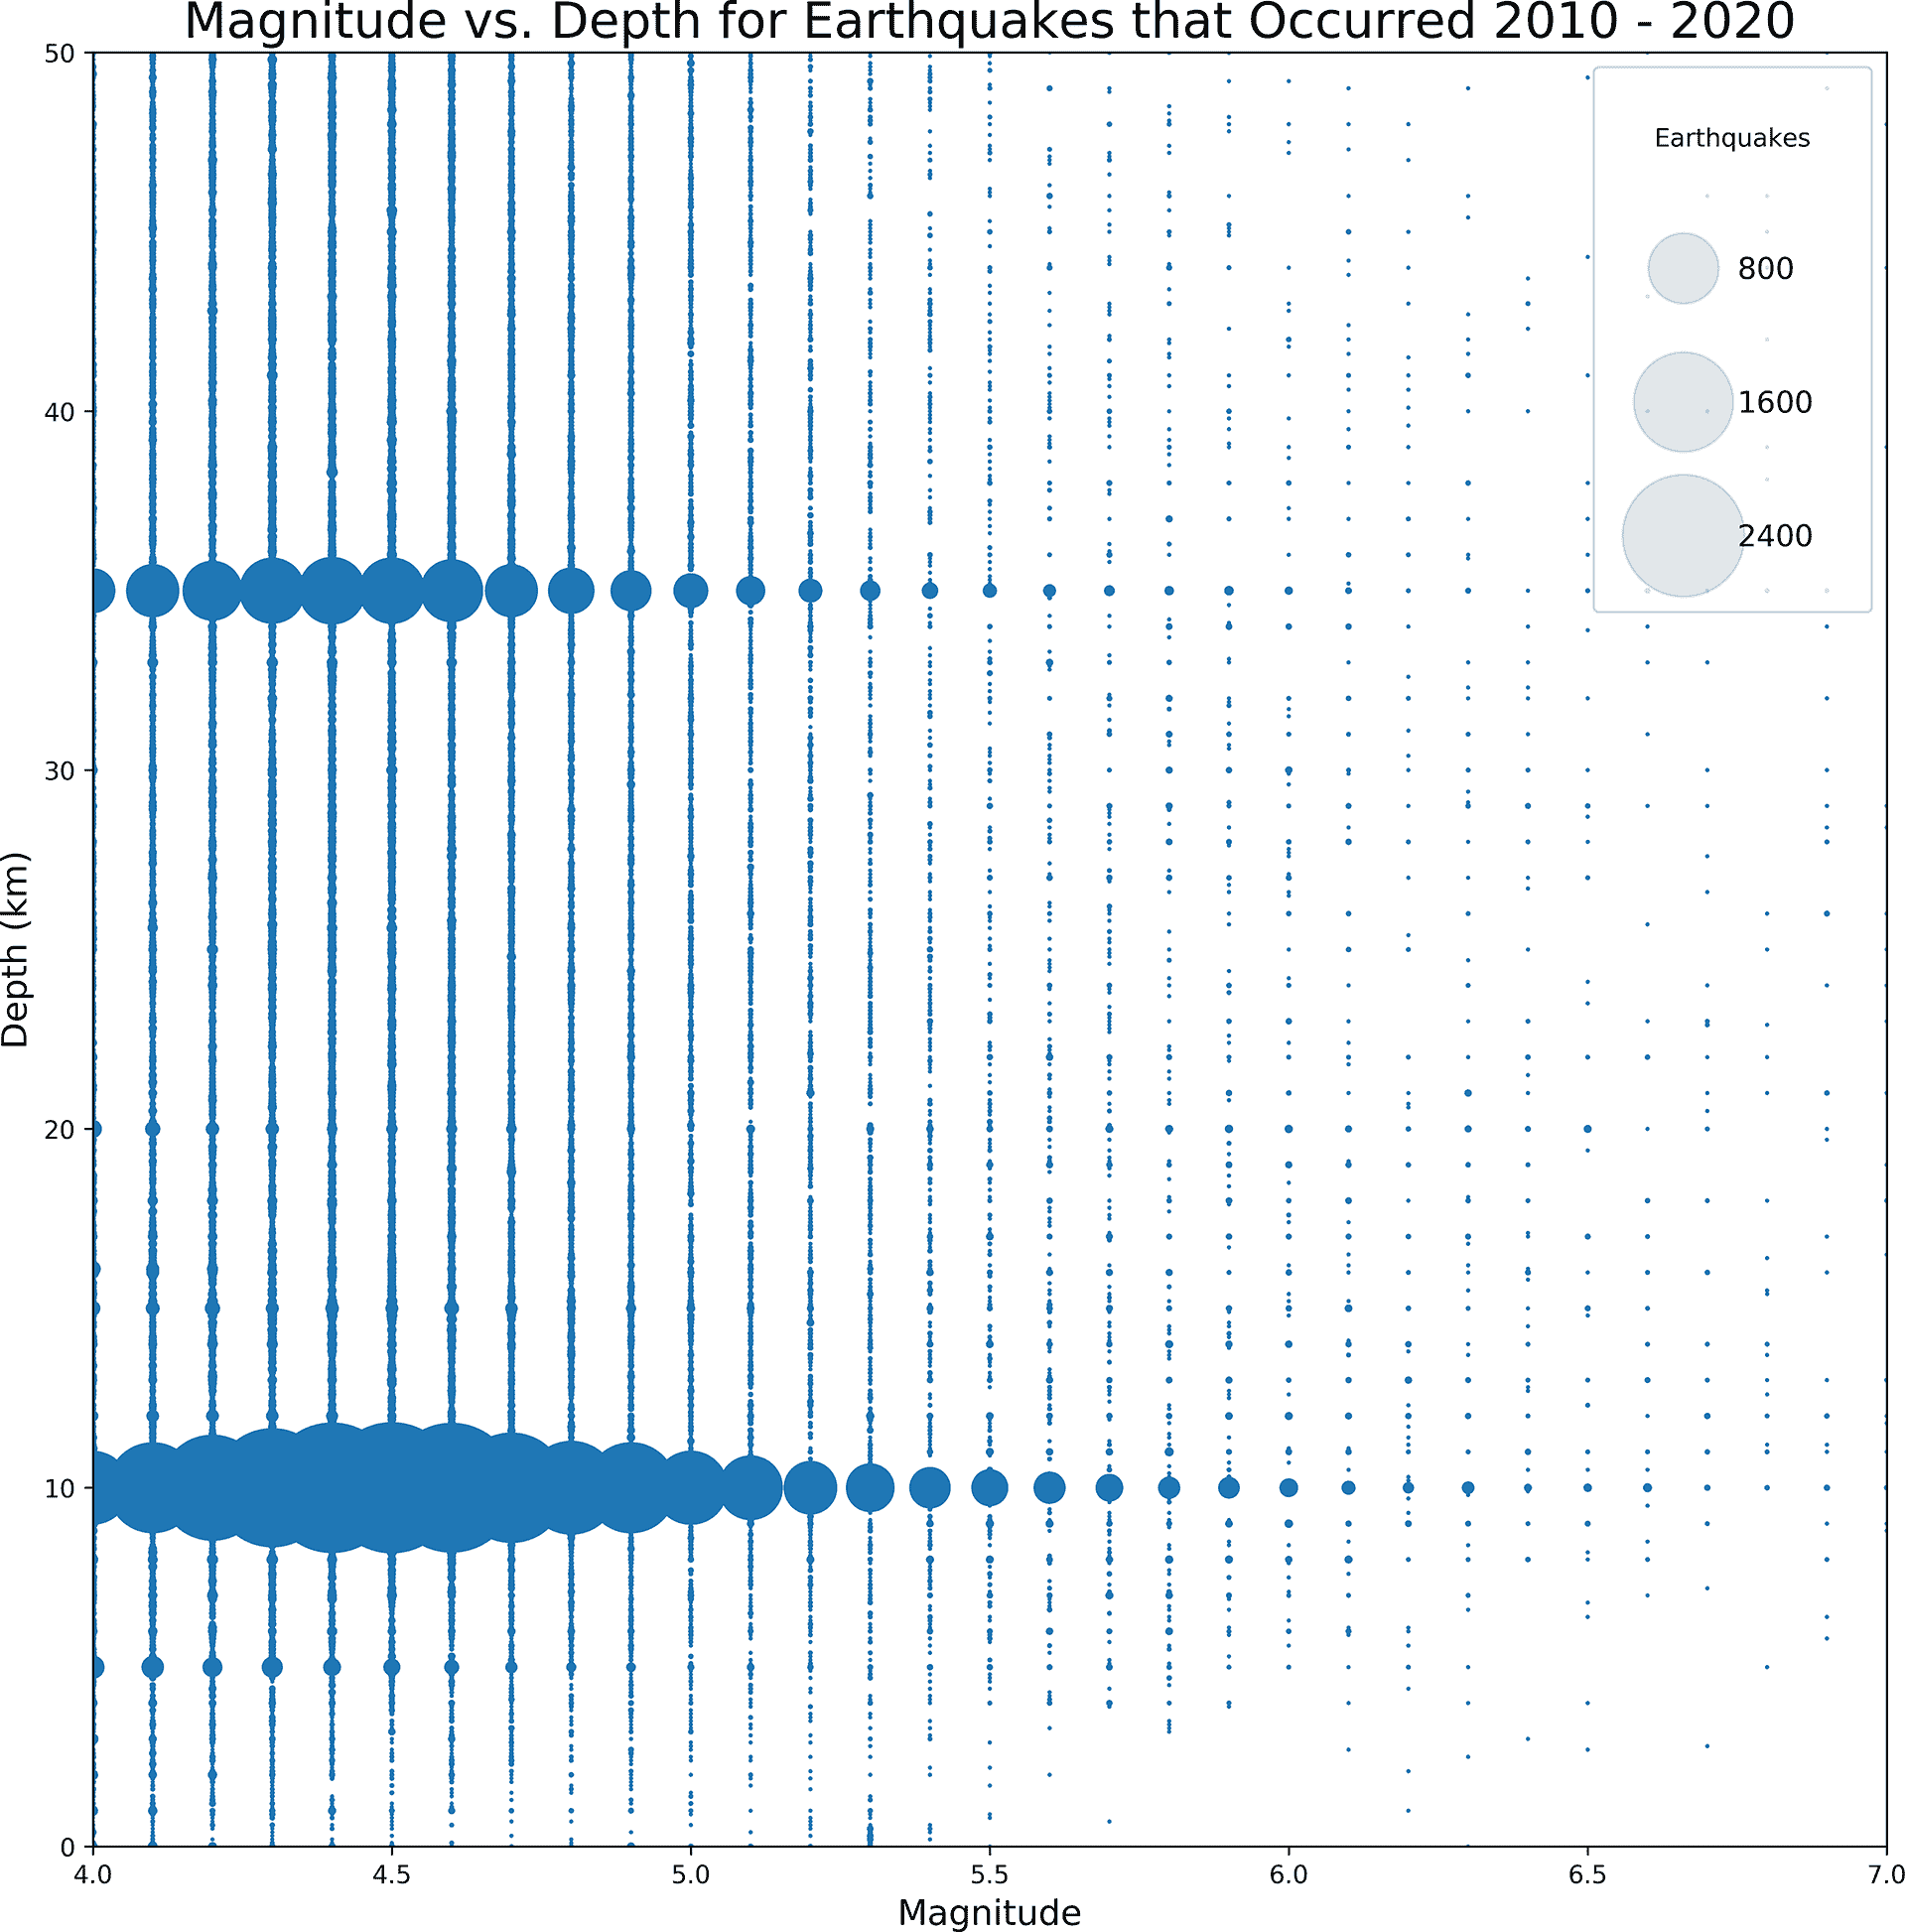 Magnitude vs. Depth for Earthquakes that Occurred 2010 - 2020
50
40
30
20
10
0
Depth (km)
Earthquakes
800
1600
2400
4.0 4.5 5.0 5.5 6.0 6.5 7.0
Magnitude